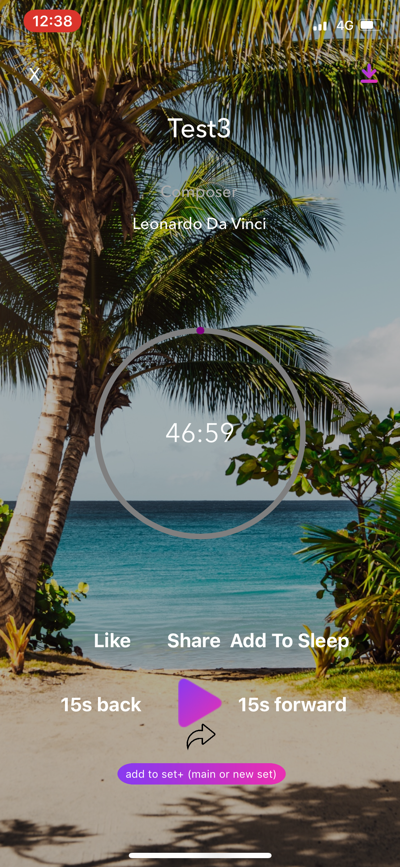 12:38
4G
X
Test3
Composer
Leonardo Da Vinci
46:59
Like Share Add To Sleep
15s back 15s forward
add to set+ (main or new set)